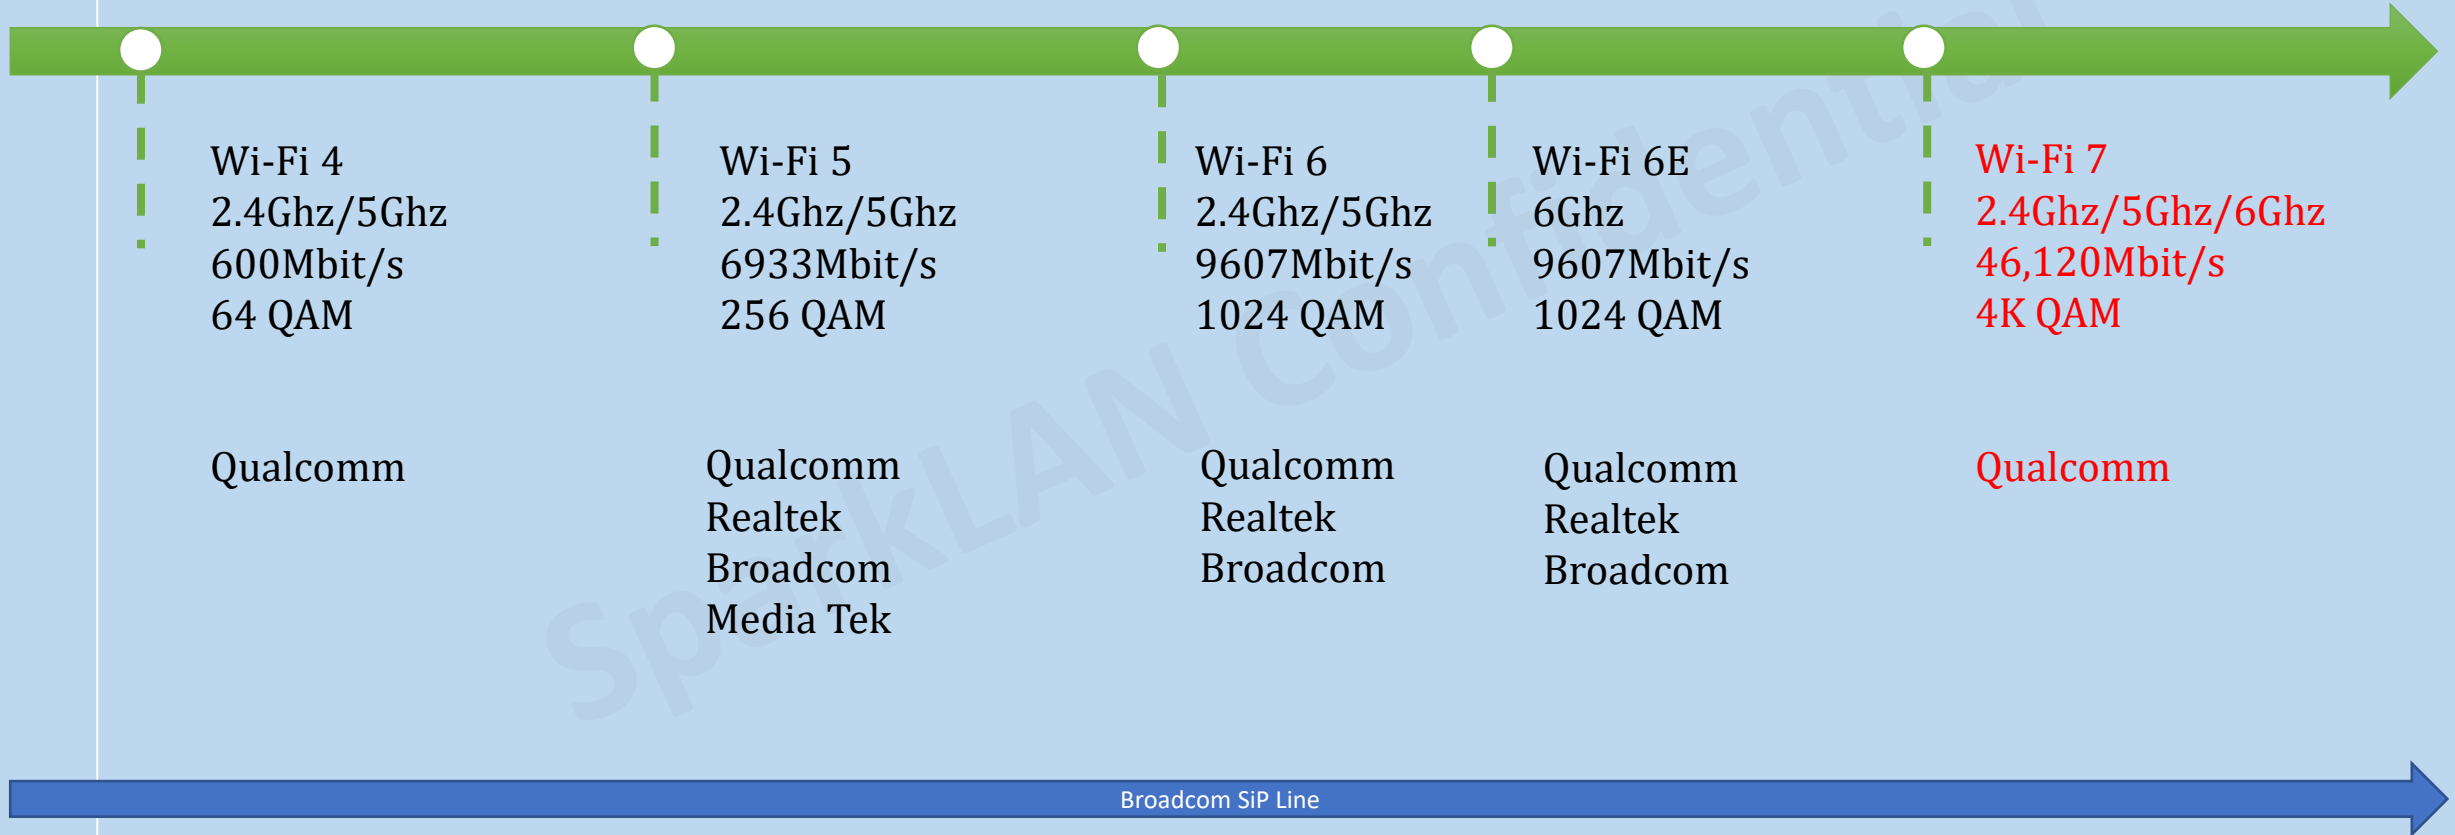 Wi-Fi 4
2.4Ghz/5Ghz
600Mbit/s
64 QAM
Qualcomm
Wi-Fi 5
2.4Ghz/5Ghz
6933Mbit/s
256 QAM
Qualcomm
Realtek
Broadcom
Media Tek
Wi-Fi 6
2.4Ghz/5Ghz
9607Mbit/s
1024 QAM
Qualcomm
Realtek
Broadcom
Wi-Fi 6E
6Ghz
9607Mbit/s
1024 QAM
Qualcomm
Realtek
Broadcom
Wi-Fi 7
2.4Ghz/5Ghz/6Ghz
46,120Mbit/s
4K QAM
Qualcomm
SparkLAN Confidential
Broadcom SiP Line